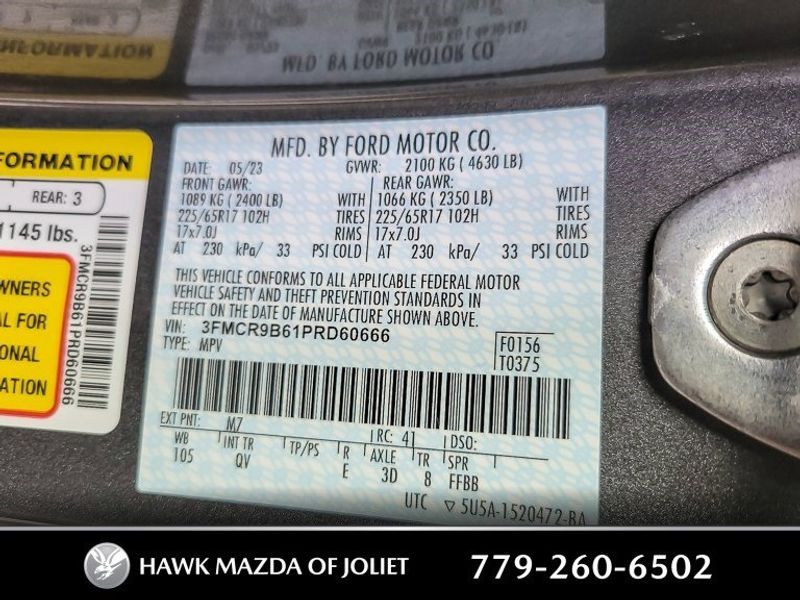 MFD. BY FORD MOTOR CO
MFD. BY FORD MOTOR CO.
DATE: 05/23 GVWR: 2100 KG ( 4630 LB)
FRONT GAWR: REAR GAWR:
1089 KG (2400 LB) WITH 1066 KG ( 2350 LB) WITH
225/65R17 102H TIRES 225/65R17 102H TIRES
17x7.0J RIMS 17x7.0J RIMS
AT 230 kPa/ 33 PSI COLD AT 230 kPa/ 33 PSI COLD
THIS VEHICLE CONFORMS TO ALL APPLICABLE FEDERAL MOTOR
VEHICLE SAFETY AND THEFT PREVENTION STANDARDS IN
EFFECT ON THE DATE OF MANUFACTURE SHOWN ABOVE.
VIN: 3FMCR9B61PRD60666
TYPE: MPV
F0156
T0375
EXT PNT: M7 RC: 41 DSO:
WB INT TR TP/PS R AXLE TR SPR
105 QV E 3D 8 FFBB
UTC ▽ 5U5A-1520472-BA
FORMATION
REAR: 3
1145 lbs.
3FMCR9B61PRD60666
WNERS
AL FOR
ONAL
ATION
HAWK MAZDA OF JOLIET 779-260-6502